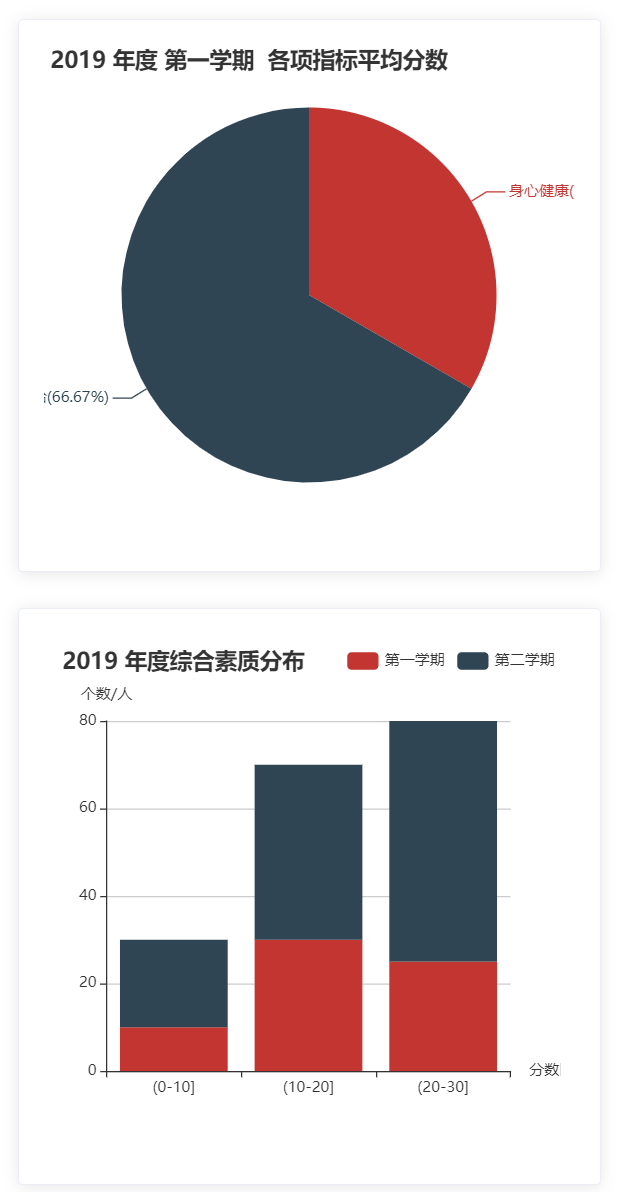 2019 年度 第一学期  各项指标平均分数
身心健康(
(66.67%)
2019 年度综合素质分布
第一学期
第二学期
个数/人
80
60
40
20
0
(0-10]
(10-20]
(20-30]
分数